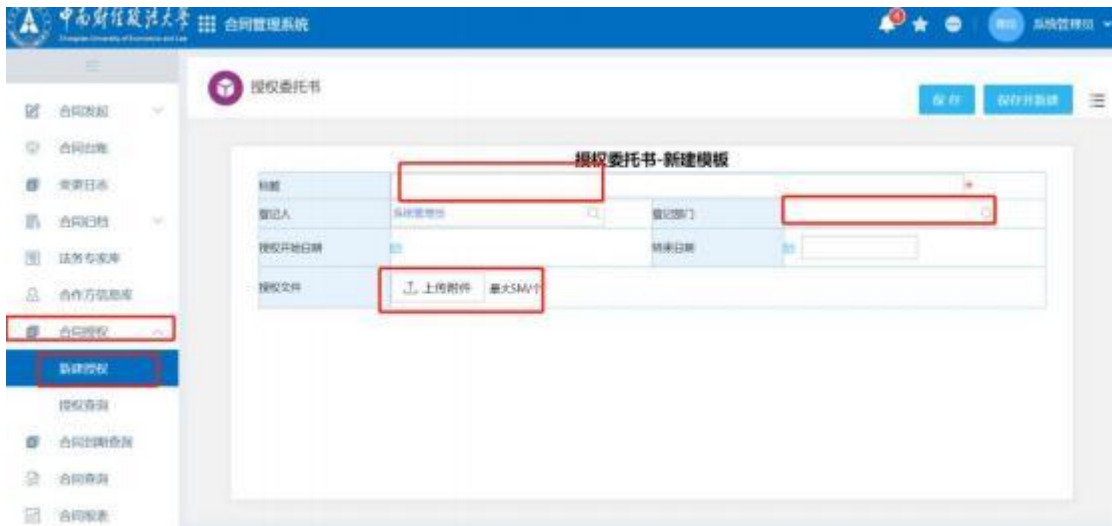 中南财经政法大学
Zhongnan University of Economics and Law
合同管理系统
系统管理员
合同发起
合同台账
变更日志
合同归档
法务专家库
合作方信息库
合同授权
新建授权
授权查询
合同到期查询
合同查询
合同报表
授权委托书
保存
保存并新建
授权委托书-新建模板
标题
*
登记人
系统管理员
登记部门
授权开始日期
结束日期
授权文件
上传附件
最大5M/个